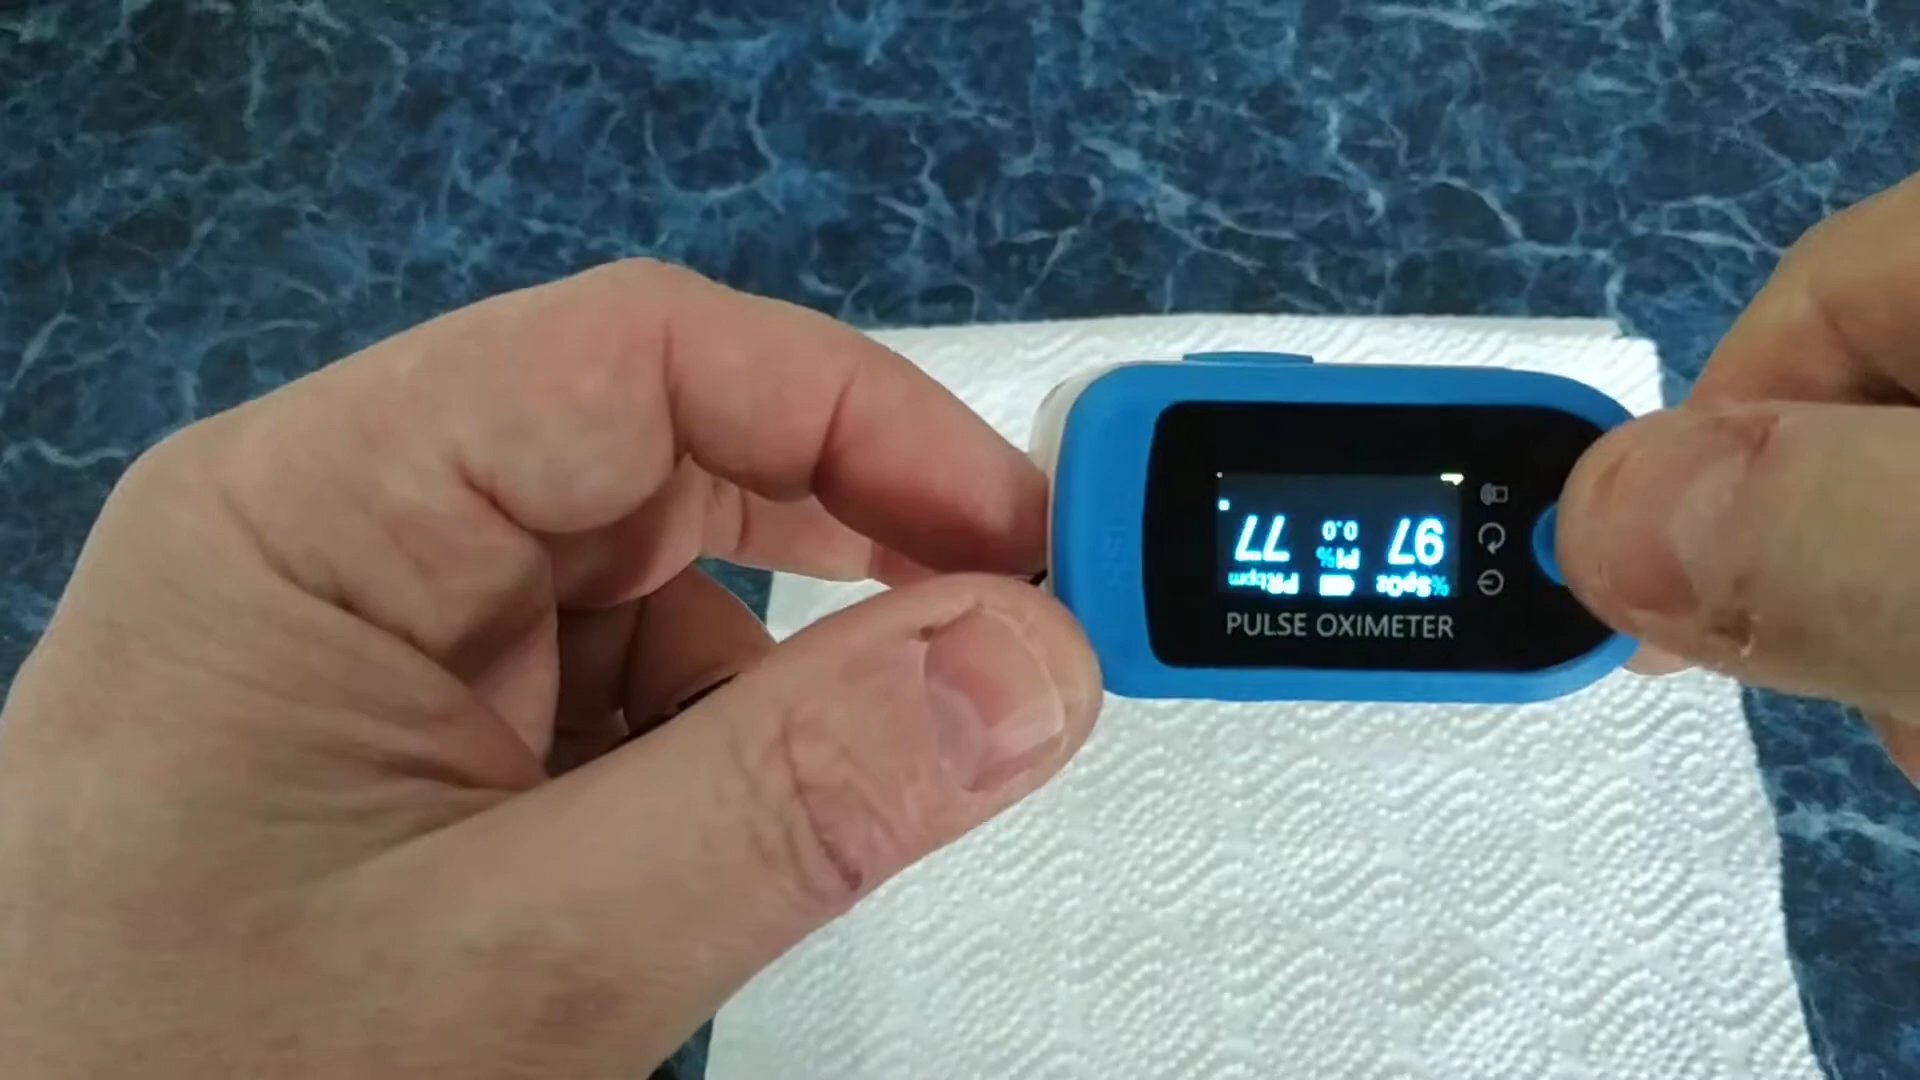 %SpO₂ PRbpm
97 PI% 77
0.0
PULSE OXIMETER